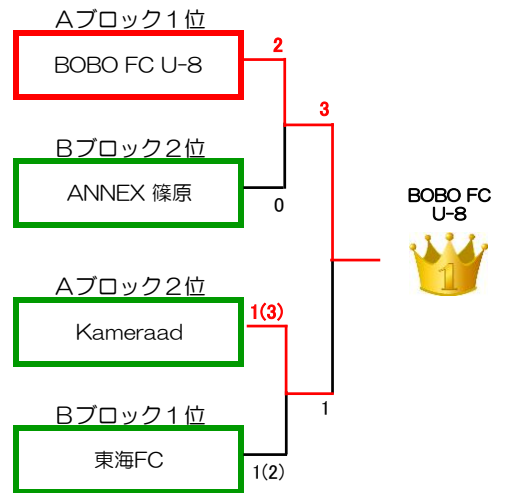 Aブロック１位
BOBO FC U-8
2
3
Bブロック２位
ANNEX 篠原
0
BOBO FC
U-8
1
Aブロック２位
Kameraad
1(3)
1
Bブロック１位
東海FC
1(2)